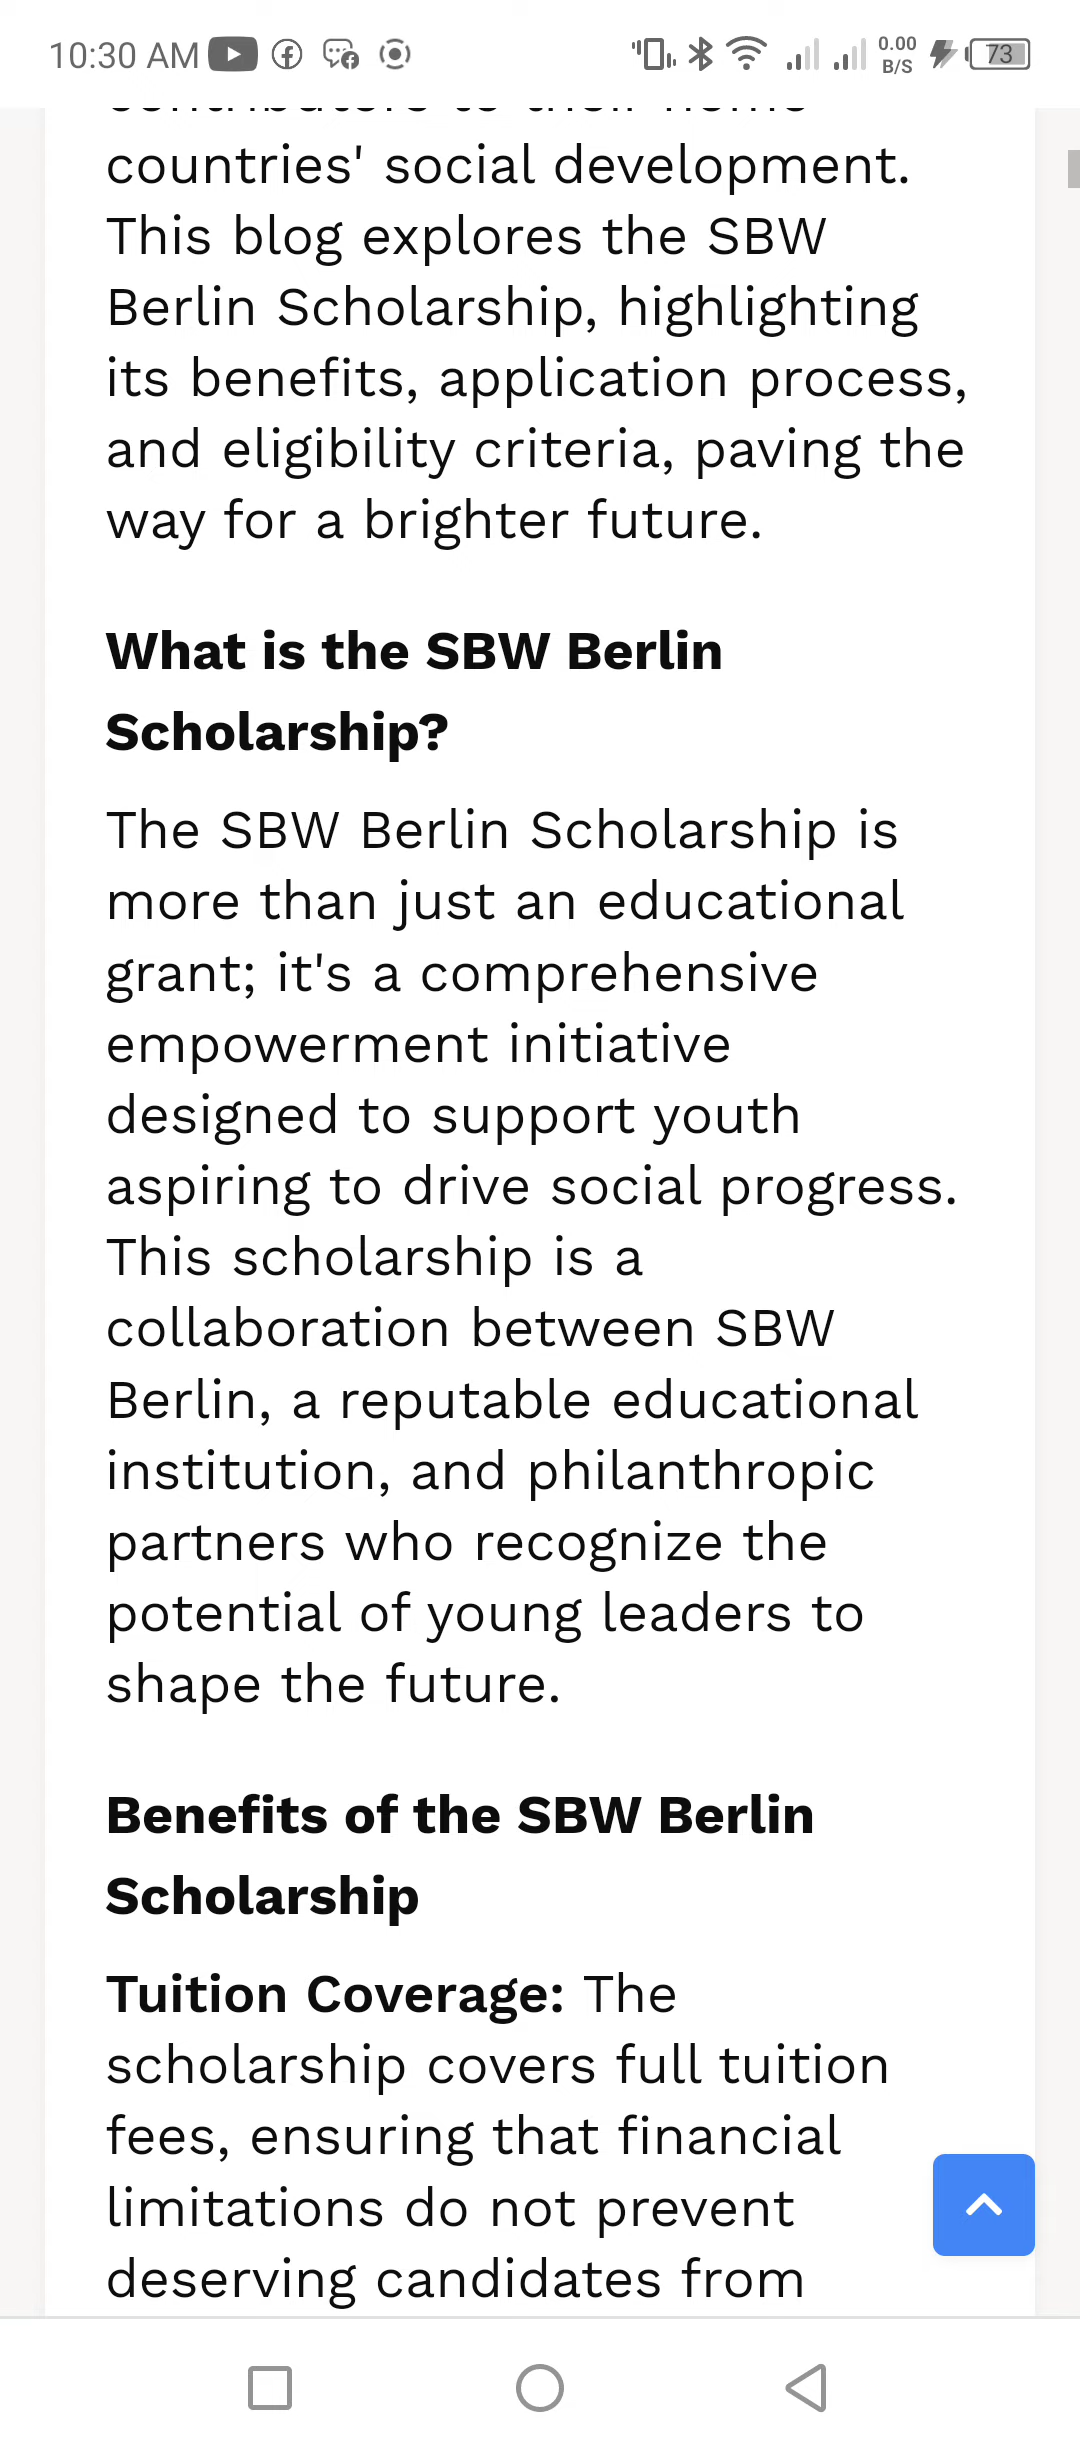 10:30 AM
0.00
B/S
73
countries' social development.
This blog explores the SBW
Berlin Scholarship, highlighting
its benefits, application process,
and eligibility criteria, paving the
way for a brighter future.
What is the SBW Berlin
Scholarship?
The SBW Berlin Scholarship is
more than just an educational
grant; it's a comprehensive
empowerment initiative
designed to support youth
aspiring to drive social progress.
This scholarship is a
collaboration between SBW
Berlin, a reputable educational
institution, and philanthropic
partners who recognize the
potential of young leaders to
shape the future.
Benefits of the SBW Berlin
Scholarship
Tuition Coverage: The
scholarship covers full tuition
fees, ensuring that financial
limitations do not prevent
deserving candidates from